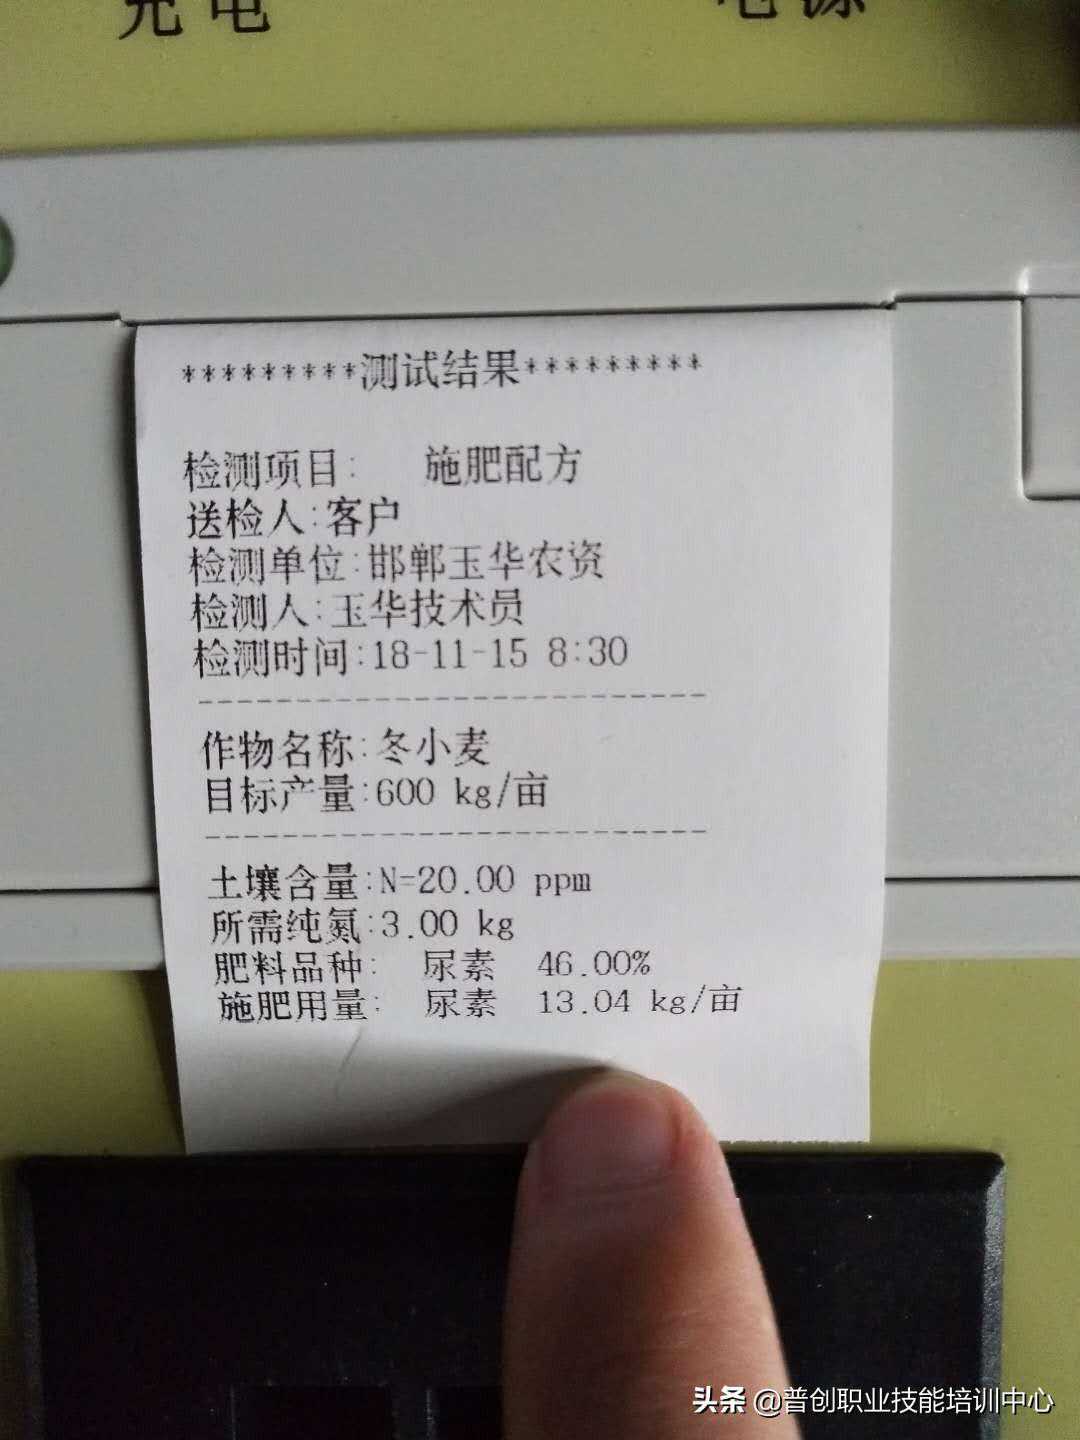 充电
电源
*********测试结果*********
检测项目: 施肥配方
送检人:客户
检测单位:邯郸玉华农资
检测人:玉华技术员
检测时间:18-11-15 8:30
作物名称:冬小麦
目标产量:600 kg/亩
土壤含量:N=20.00 ppm
所需纯氮:3.00 kg
肥料品种: 尿素 46.00%
施肥用量: 尿素 13.04 kg/亩
头条 @普创职业技能培训中心